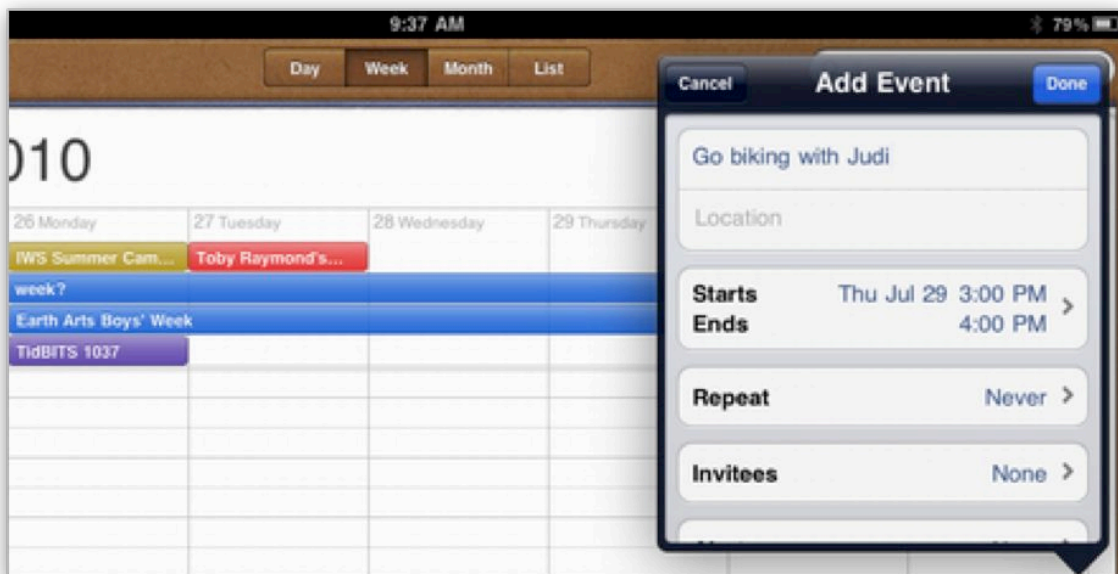 9:37 AM
79%
Day Week Month List
Cancel Add Event Done
010
Go biking with Judi
Location
26 Monday 27 Tuesday 28 Wednesday 29 Thursday
IWS Summer Cam... Toby Raymond's...
week?
Earth Arts Boys' Week
TidBITS 1037
Starts Thu Jul 29 3:00 PM
Ends 4:00 PM
Repeat Never
Invitees None